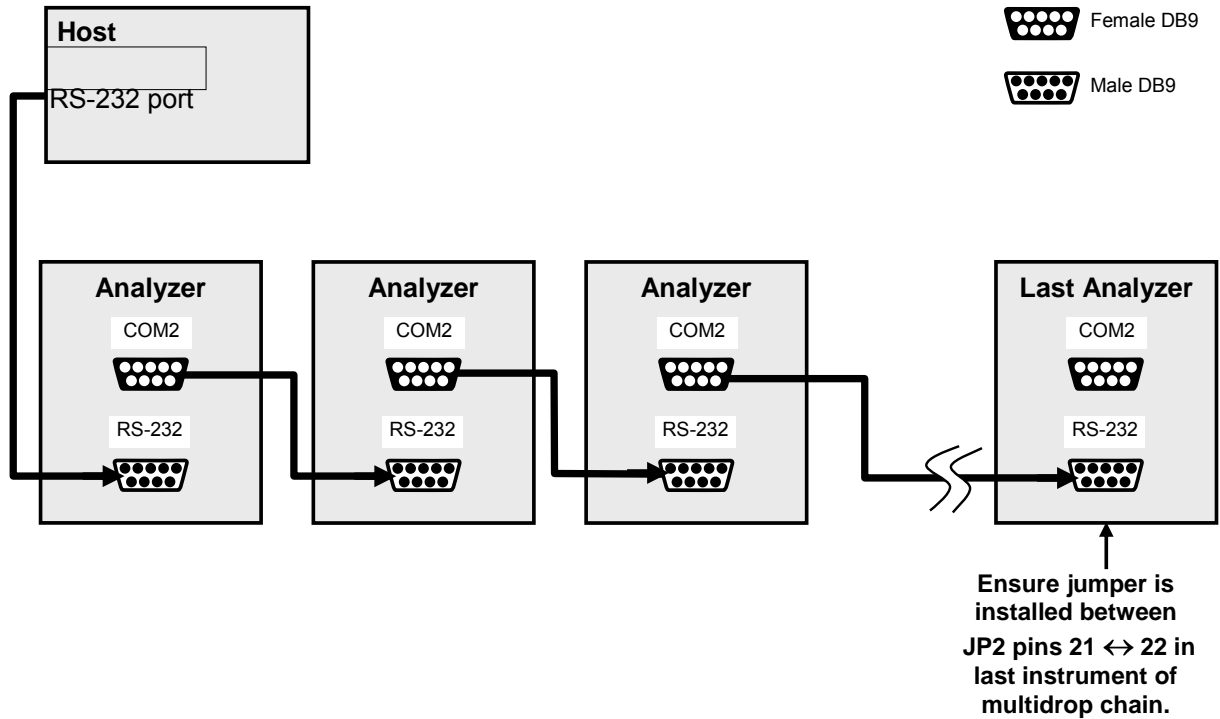 Host
RS-232 port
Female DB9
Male DB9
Analyzer
COM2
RS-232
Analyzer
COM2
RS-232
Analyzer
COM2
RS-232
Last Analyzer
COM2
RS-232
Ensure jumper is
installed between
JP2 pins 21 ↔ 22 in
last instrument of
multidrop chain.